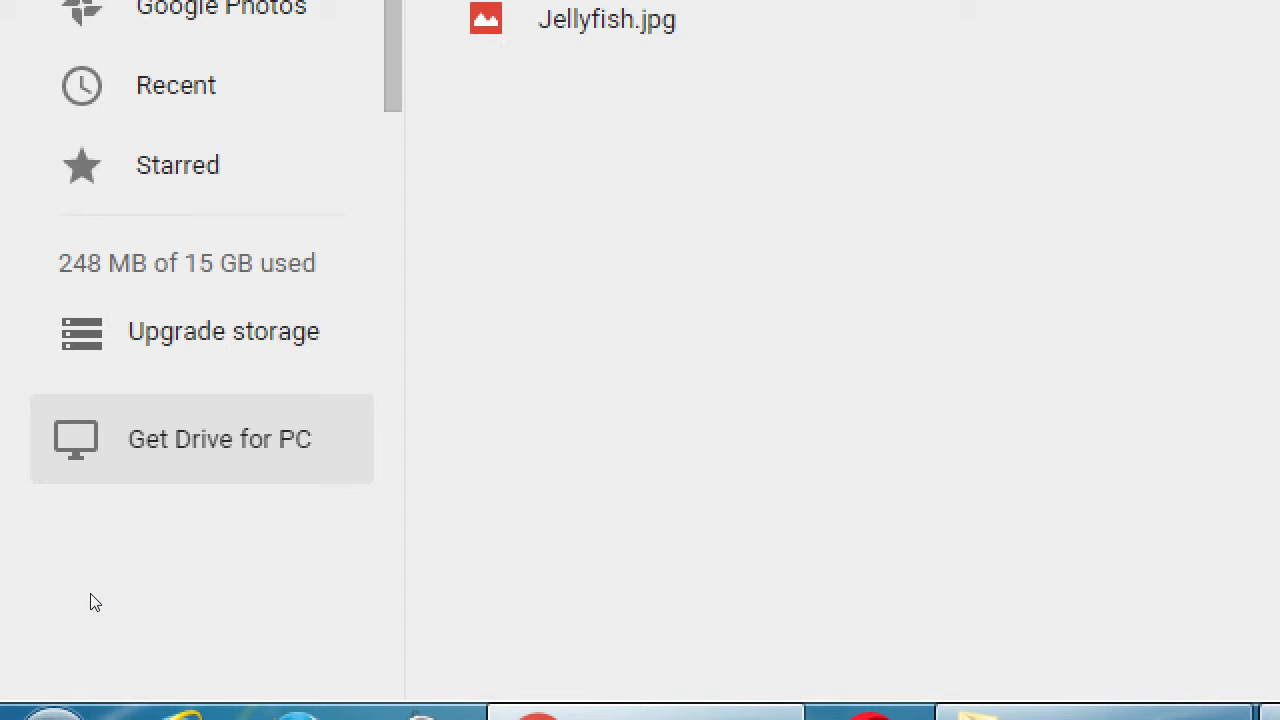 Google Photos
Jellyfish.jpg
Recent
Starred
248 MB of 15 GB used
Upgrade storage
Get Drive for PC